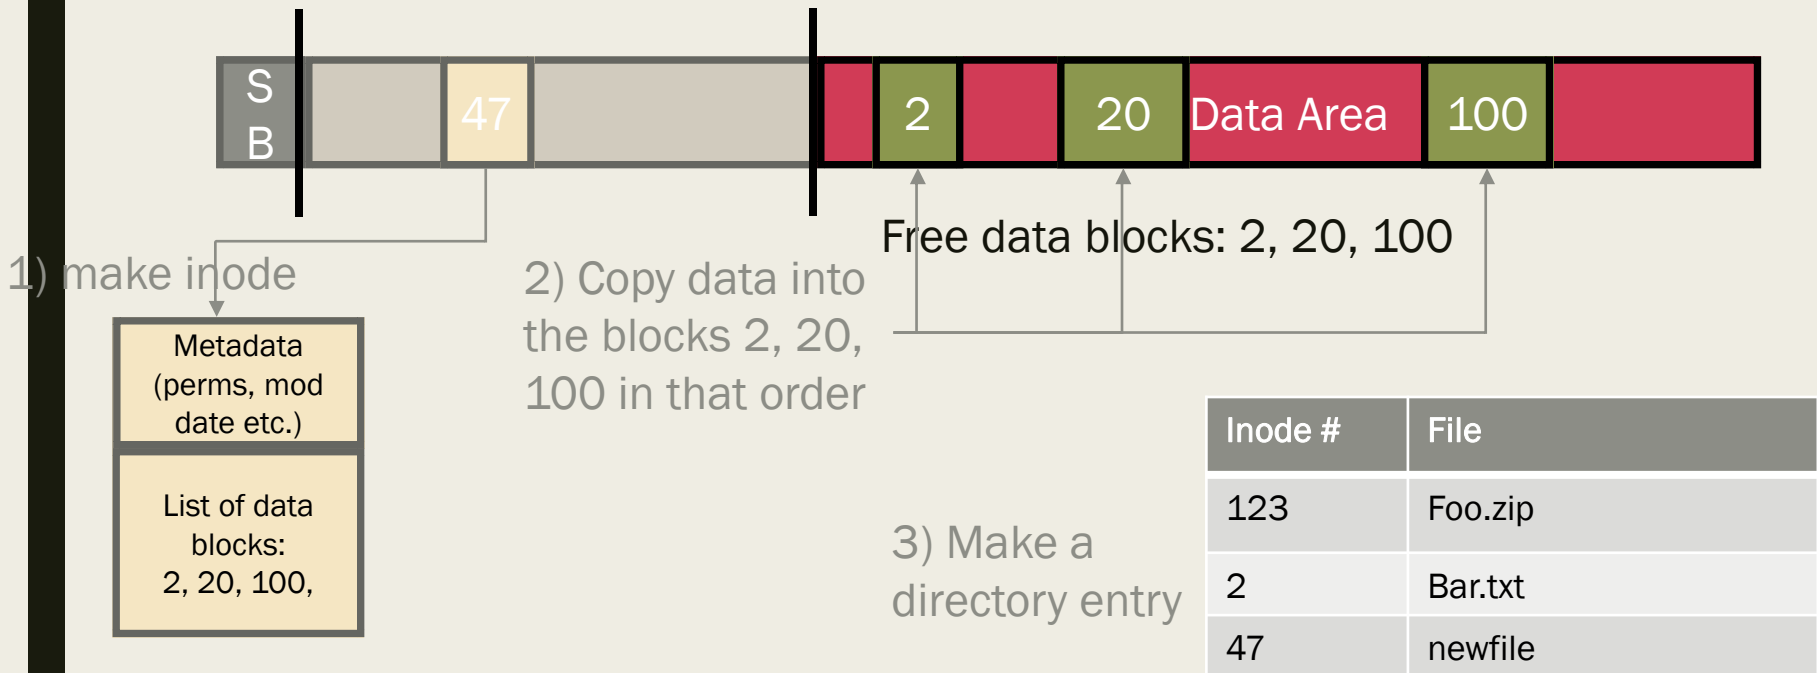 S
B
47
2
20
Data Area
100
Free data blocks: 2, 20, 100
1) make inode
2) Copy data into
the blocks 2, 20,
100 in that order
Metadata
(perms, mod
date etc.)
List of data
blocks:
2, 20, 100,
3) Make a
directory entry
Inode # File
123 Foo.zip
2 Bar.txt
47 newfile